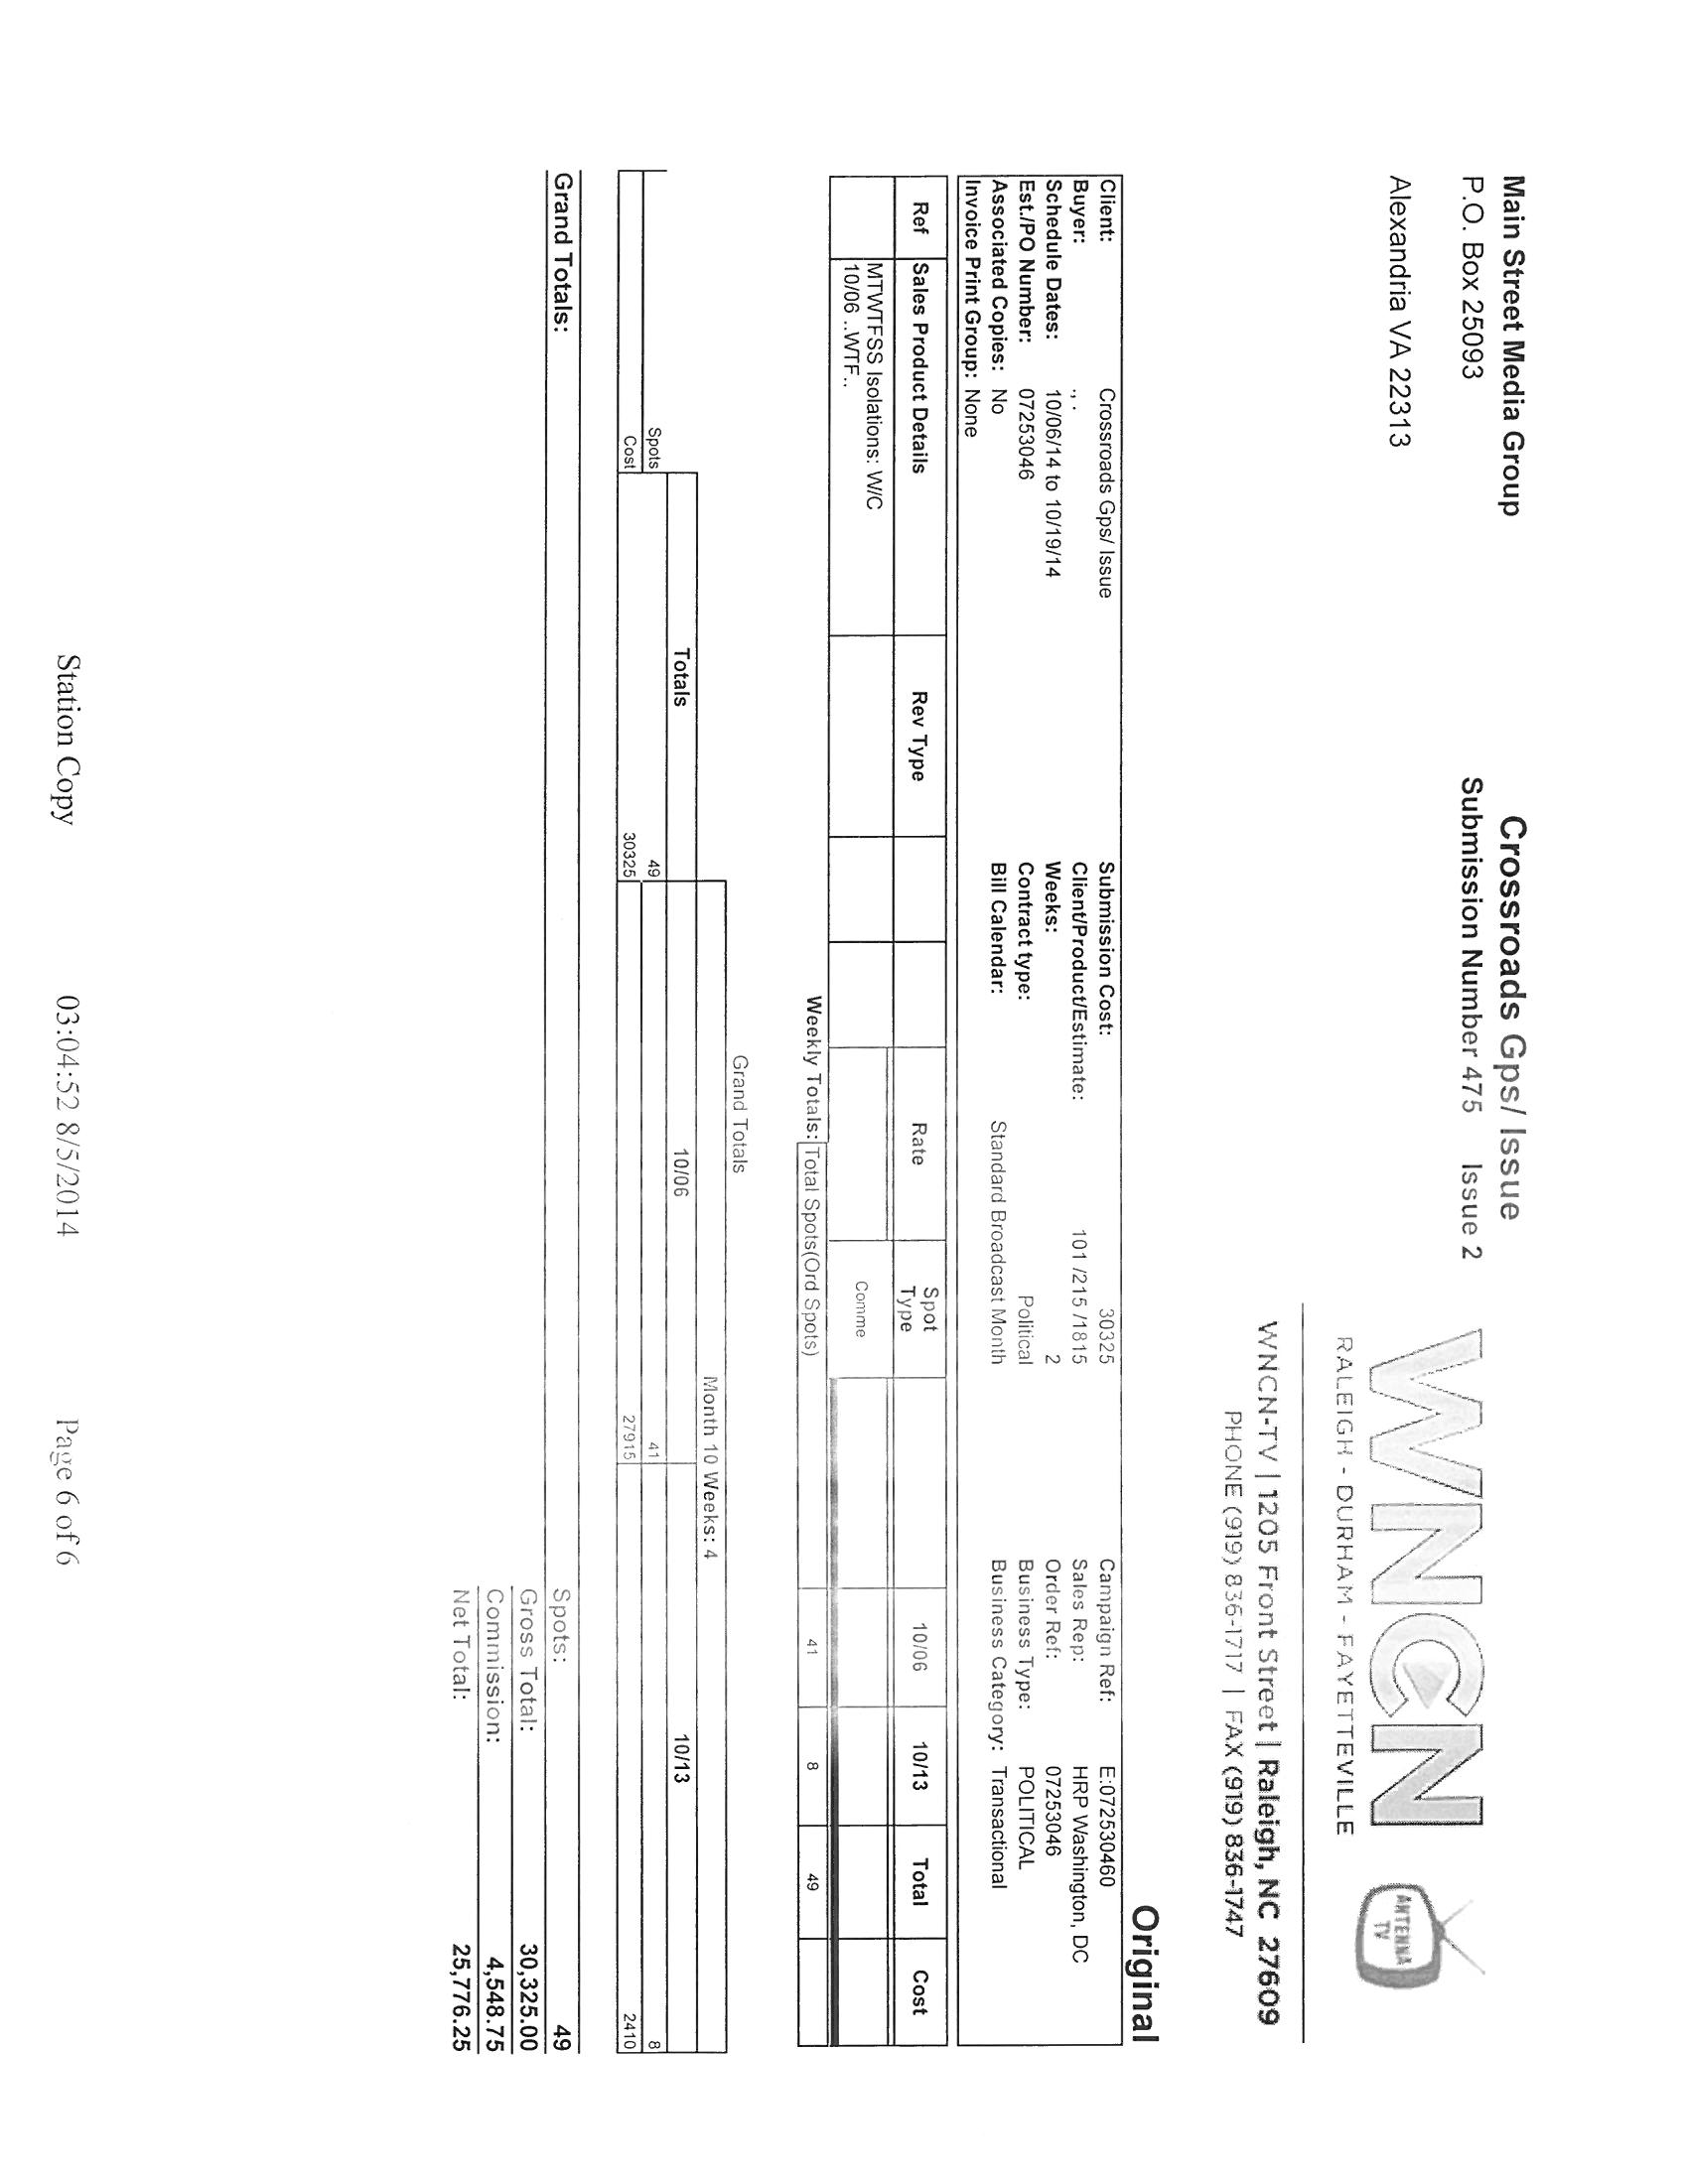 Main Street Media Group
P.O. Box 25093
Alexandria VA 22313
Crossroads Gps/ Issue
Submission Number 475 Issue 2
WNCN
RALEIGH - DURHAM - FAYETTEVILLE
ANTENNA
TV
WNCN-TV | 1205 Front Street | Raleigh, NC 27609
PHONE (919) 836-1717 | FAX (919) 836-1747
Original
Client: Crossroads Gps/ Issue Submission Cost: 30325 Campaign Ref: E:072530460
Buyer: ., . Client/Product/Estimate: 101 /215 /1815 Sales Rep: HRP Washington, DC
Schedule Dates: 10/06/14 to 10/19/14 Weeks: 2 Order Ref: 07253046
Est./PO Number: 07253046 Contract type: Political Business Type: POLITICAL
Associated Copies: No Bill Calendar: Standard Broadcast Month Business Category: Transactional
Invoice Print Group: None
Ref Sales Product Details Rev Type Rate Spot Type 10/06 10/13 Total Cost
MTWTFSS Isolations: W/C Comme
10/06 ..WTF..
Weekly Totals: Total Spots(Ord Spots) 41 8 49
Grand Totals
Month 10 Weeks: 4
Totals 10/06 10/13
Spots 49 41 8
Cost 30325 27915 2410
Grand Totals: Spots: 49
Gross Total: 30,325.00
Commission: 4,548.75
Net Total: 25,776.25
Station Copy 03:04:52 8/5/2014 Page 6 of 6